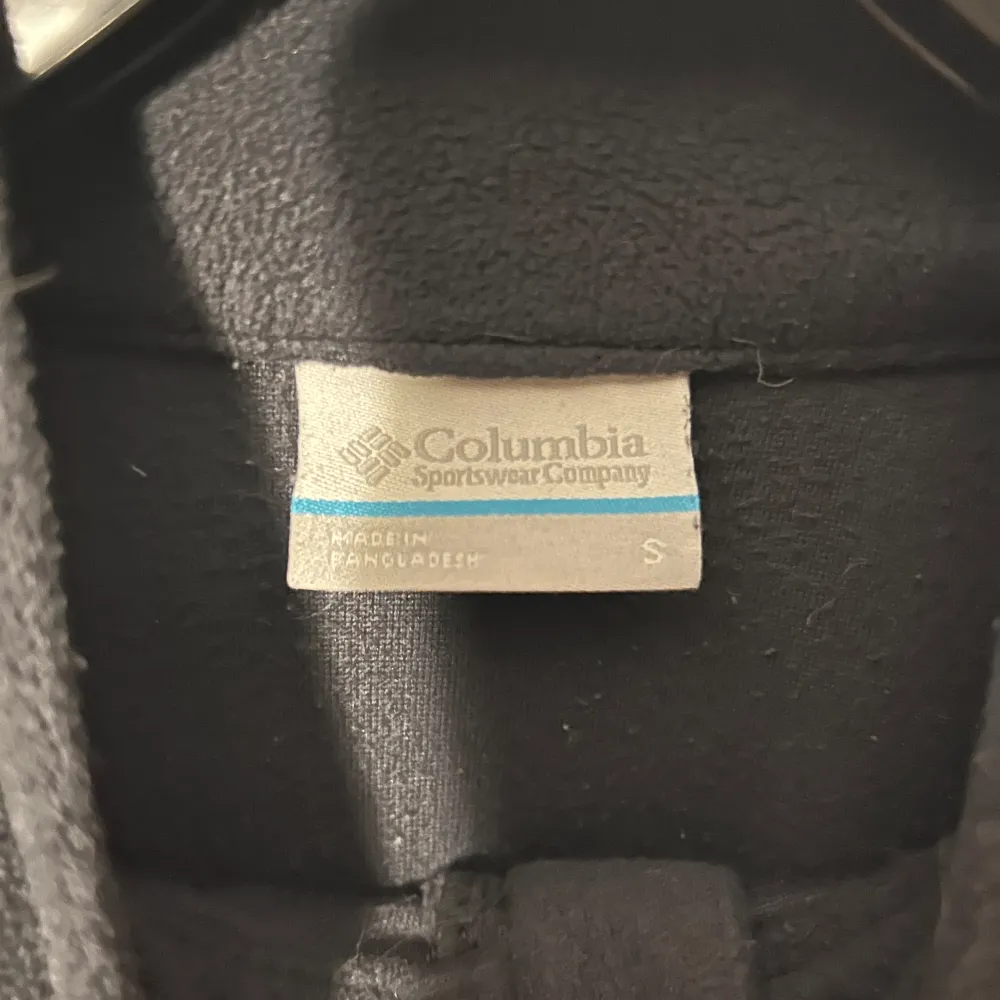 Columbia
Sportswear Company
MADE IN
BANGLADESH
S